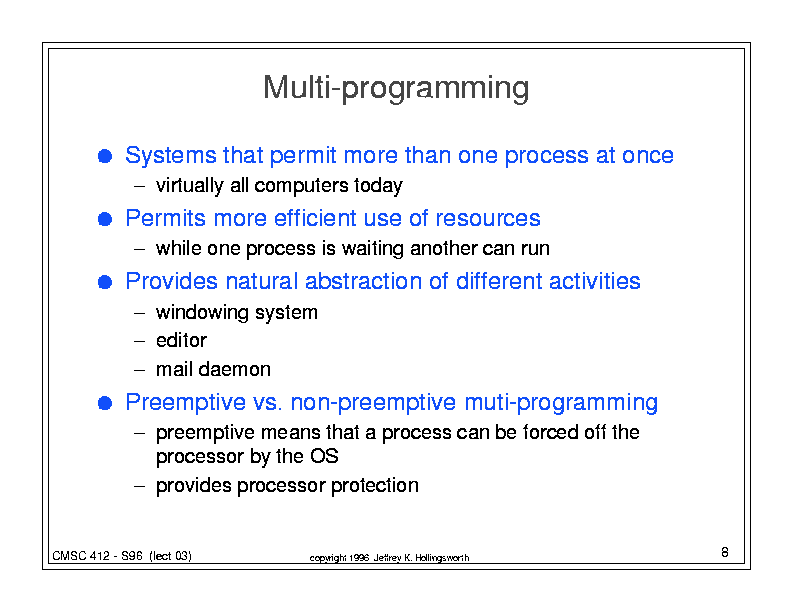 Multi-programming
● Systems that permit more than one process at once
– virtually all computers today
● Permits more efficient use of resources
– while one process is waiting another can run
● Provides natural abstraction of different activities
– windowing system
– editor
– mail daemon
● Preemptive vs. non-preemptive muti-programming
– preemptive means that a process can be forced off the
processor by the OS
– provides processor protection
CMSC 412 - S96 (lect 03)
copyright 1996 Jeffrey K. Hollingsworth
8